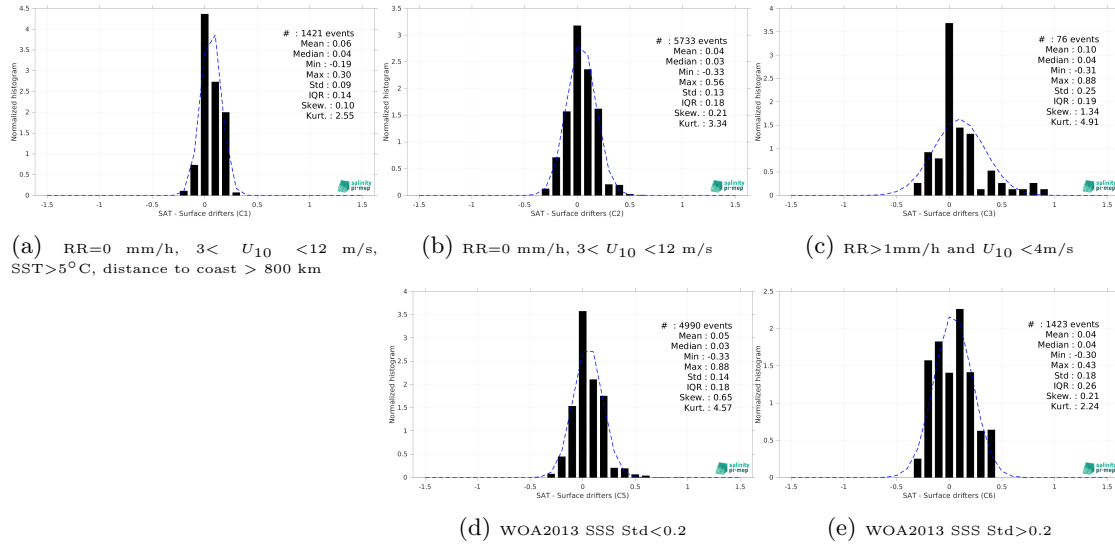 4.5
4
3.5
3
2.5
2
1.5
1
0.5
0
Normalized histogram
-1.5 -1 -0.5 0 0.5 1 1.5
SAT - Surface drifters (C1)
# : 1421 events
Mean : 0.06
Median : 0.04
Min : -0.19
Max : 0.30
Std : 0.09
IQR : 0.14
Skew. : 0.10
Kurt. : 2.55
salinity
pi-mep
(a) RR=0 mm/h, 3< U10 <12 m/s,
SST>5°C, distance to coast > 800 km
3.5
3
2.5
2
1.5
1
0.5
0
Normalized histogram
-1.5 -1 -0.5 0 0.5 1 1.5
SAT - Surface drifters (C2)
# : 5733 events
Mean : 0.04
Median : 0.03
Min : -0.33
Max : 0.56
Std : 0.13
IQR : 0.18
Skew. : 0.21
Kurt. : 3.34
salinity
pi-mep
(b) RR=0 mm/h, 3< U10 <12 m/s
4
3.5
3
2.5
2
1.5
1
0.5
0
Normalized histogram
-1.5 -1 -0.5 0 0.5 1 1.5
SAT - Surface drifters (C3)
# : 76 events
Mean : 0.10
Median : 0.04
Min : -0.31
Max : 0.88
Std : 0.25
IQR : 0.19
Skew. : 1.34
Kurt. : 4.91
salinity
pi-mep
(c) RR>1mm/h and U10 <4m/s
4
3.5
3
2.5
2
1.5
1
0.5
0
Normalized histogram
-1.5 -1 -0.5 0 0.5 1 1.5
SAT - Surface drifters (C5)
# : 4990 events
Mean : 0.05
Median : 0.03
Min : -0.33
Max : 0.88
Std : 0.14
IQR : 0.18
Skew. : 0.65
Kurt. : 4.57
salinity
pi-mep
(d) WOA2013 SSS Std<0.2
2.5
2
1.5
1
0.5
0
Normalized histogram
-1.5 -1 -0.5 0 0.5 1 1.5
SAT - Surface drifters (C6)
# : 1423 events
Mean : 0.04
Median : 0.04
Min : -0.30
Max : 0.43
Std : 0.18
IQR : 0.26
Skew. : 0.21
Kurt. : 2.24
salinity
pi-mep
(e) WOA2013 SSS Std>0.2